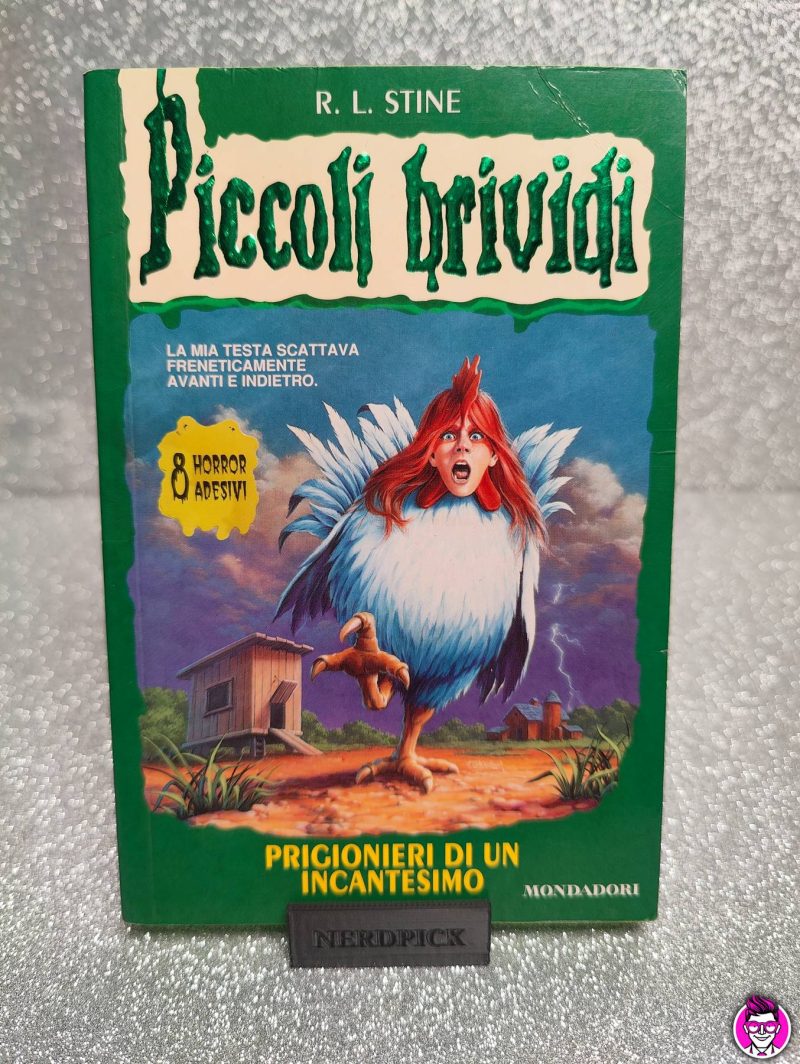 R. L. STINE
Piccoli brividi
LA MIA TESTA SCATTAVA
FRENETICAMENTE
AVANTI E INDIETRO.
8 HORROR
ADESIVI
PRIGIONIERI DI UN
INCANTESIMO
MONDADORI
NERDPICK